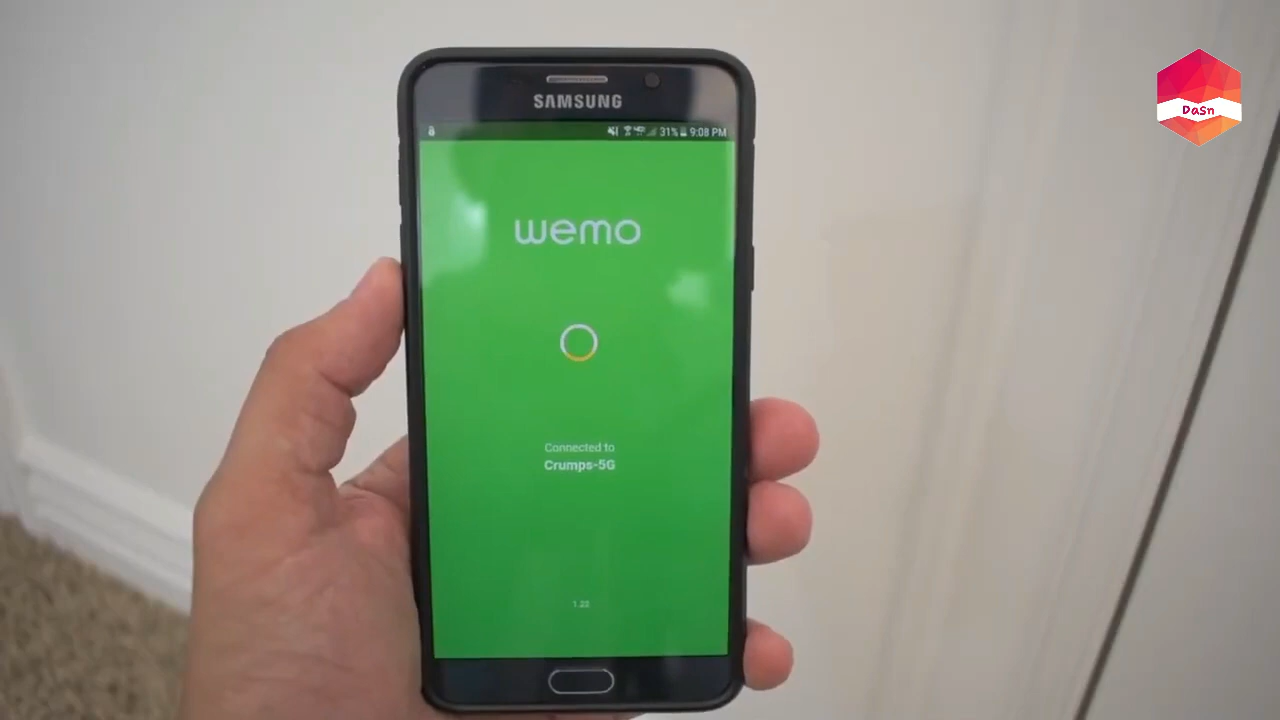 DaSn
SAMSUNG
31% 9:08 PM
wemo
Connected to
Crumps-5G
1.22